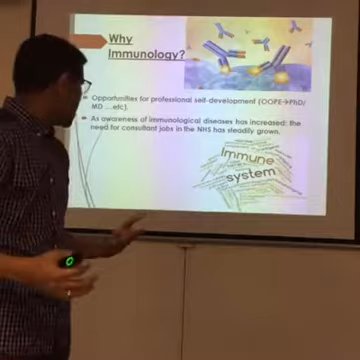 Why
Immunology?
Opportunities for professional self-development (OOPE→PhD/
MD ...etc).
As awareness of immunological diseases has increased; the
need for consultant jobs in the NHS has steadily grown.
Immune
system